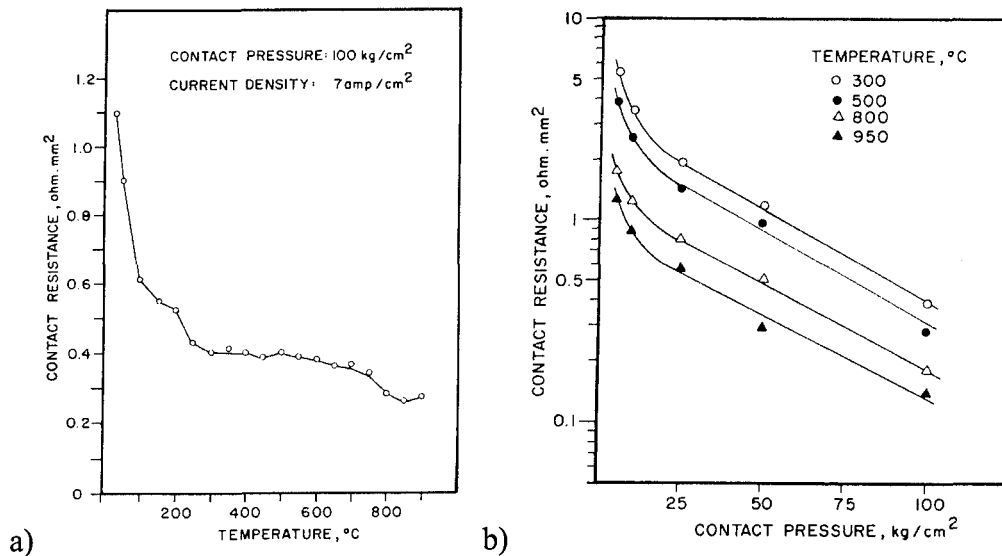 CONTACT PRESSURE: 100 kg/cm²
CURRENT DENSITY: 7 amp/cm²
CONTACT RESISTANCE, ohm.mm²
1.2
1.0
0.8
0.6
0.4
0.2
0
200
400
600
800
TEMPERATURE, °C
a)
TEMPERATURE, °C
300
500
800
950
CONTACT RESISTANCE, ohm.mm²
10
5
1
0.5
0.1
25
50
75
100
CONTACT PRESSURE, kg/cm²
b)